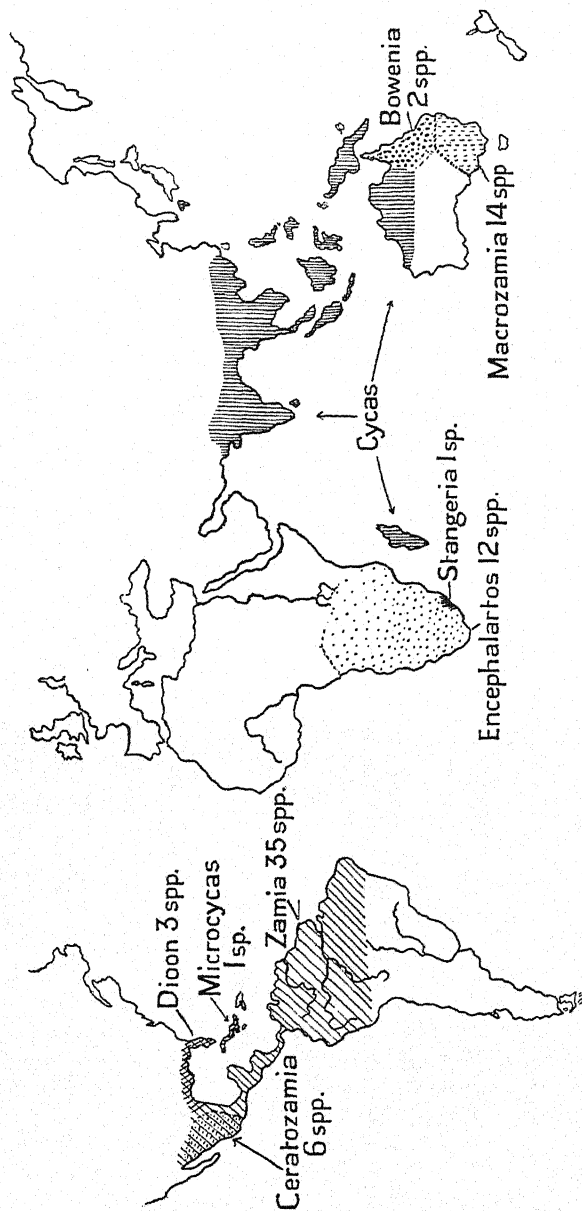 Dioon 3 spp.
Microcycas
1 sp.
Zamia 35 spp.
Ceratozamia
6 spp.
Cycas
Stangeria 1 sp.
Encephalartos 12 spp.
Bowenia
2 spp.
Macrozamia 14 spp